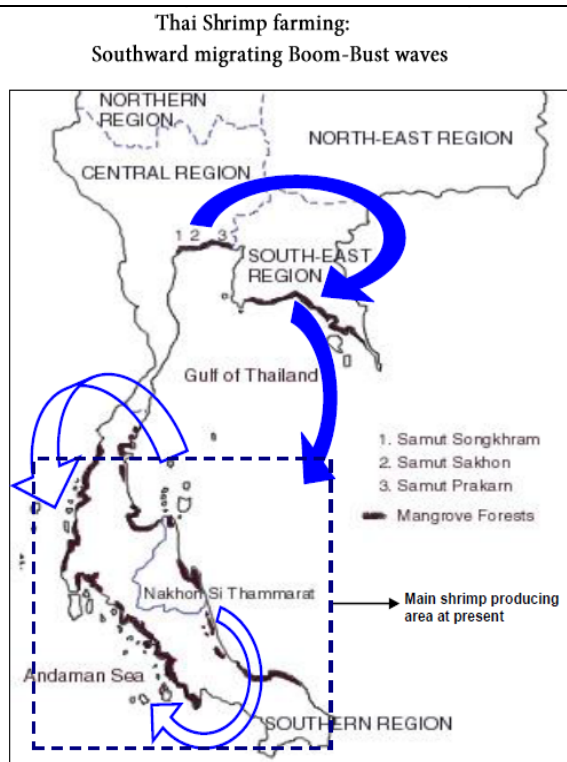 Thai Shrimp farming:
Southward migrating Boom-Bust waves
NORTHERN
REGION
NORTH-EAST REGION
CENTRAL REGION
1 2 3
SOUTH-EAST
REGION
Gulf of Thailand
1. Samut Songkhram
2. Samut Sakhon
3. Samut Prakarn
Mangrove Forests
Nakhon Si Thammarat
Main shrimp producing
area at present
Andaman Sea
SOUTHERN REGION